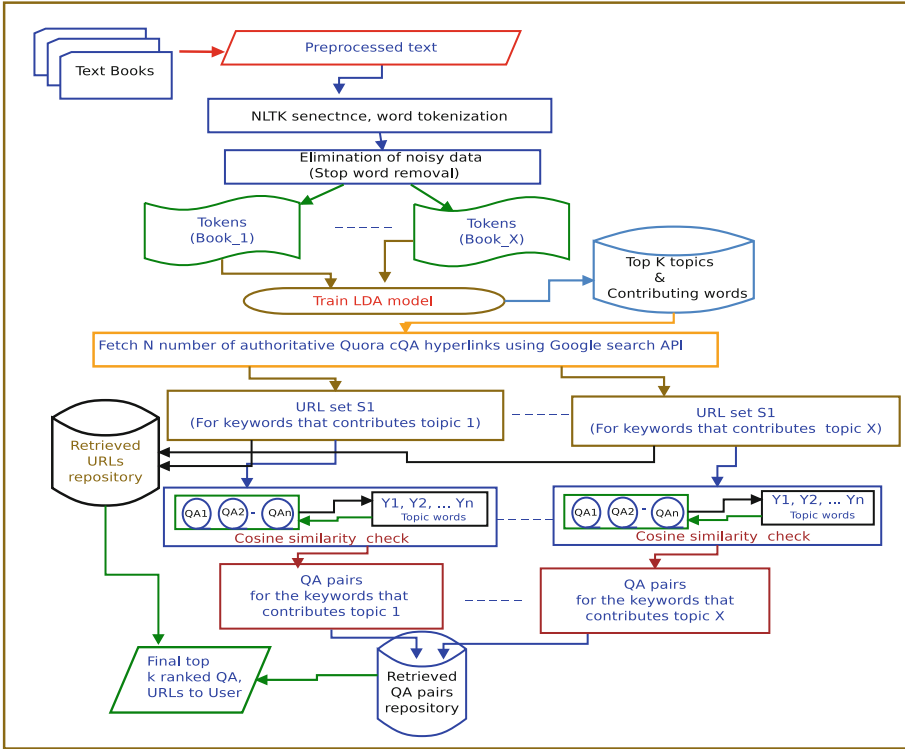 Preprocessed text
Text Books
NLTK senectnce, word tokenization
Elimination of noisy data
(Stop word removal)
Tokens
(Book_1)
Tokens
(Book_X)
Top K topics
&
Contributing words
Train LDA model
Fetch N number of authoritative Quora cQA hyperlinks using Google search API
URL set S1
(For keywords that contributes toipic 1)
URL set S1
(For keywords that contributes topic X)
Retrieved
URLs
repository
QA1 QA2 - QAn
Y1, Y2, ... Yn
Topic words
Cosine similarity check
QA1 QA2 - QAn
Y1, Y2, ... Yn
Topic words
Cosine similarity check
QA pairs
for the keywords that
contributes topic 1
QA pairs
for the keywords that
contributes topic X
Final top
k ranked QA,
URLs to User
Retrieved
QA pairs
repository